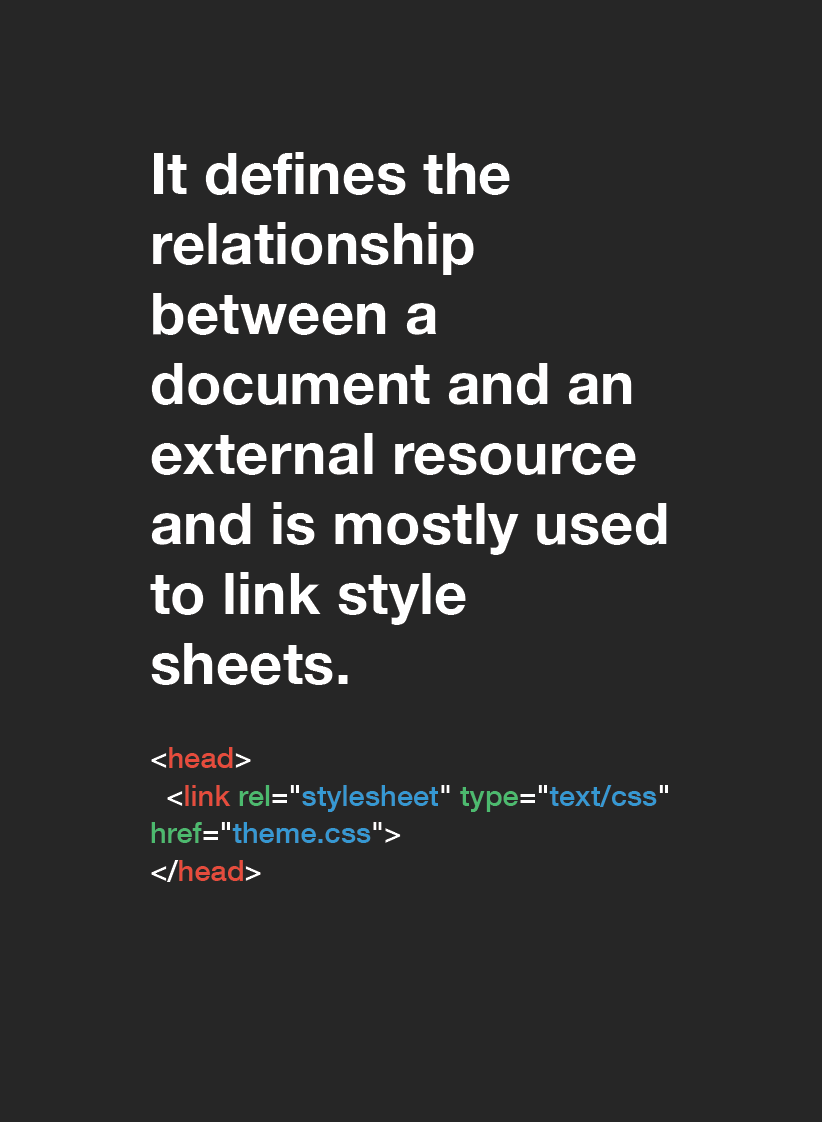 It defines the
relationship
between a
document and an
external resource
and is mostly used
to link style
sheets.
<head>
  <link rel="stylesheet" type="text/css"
href="theme.css">
</head>